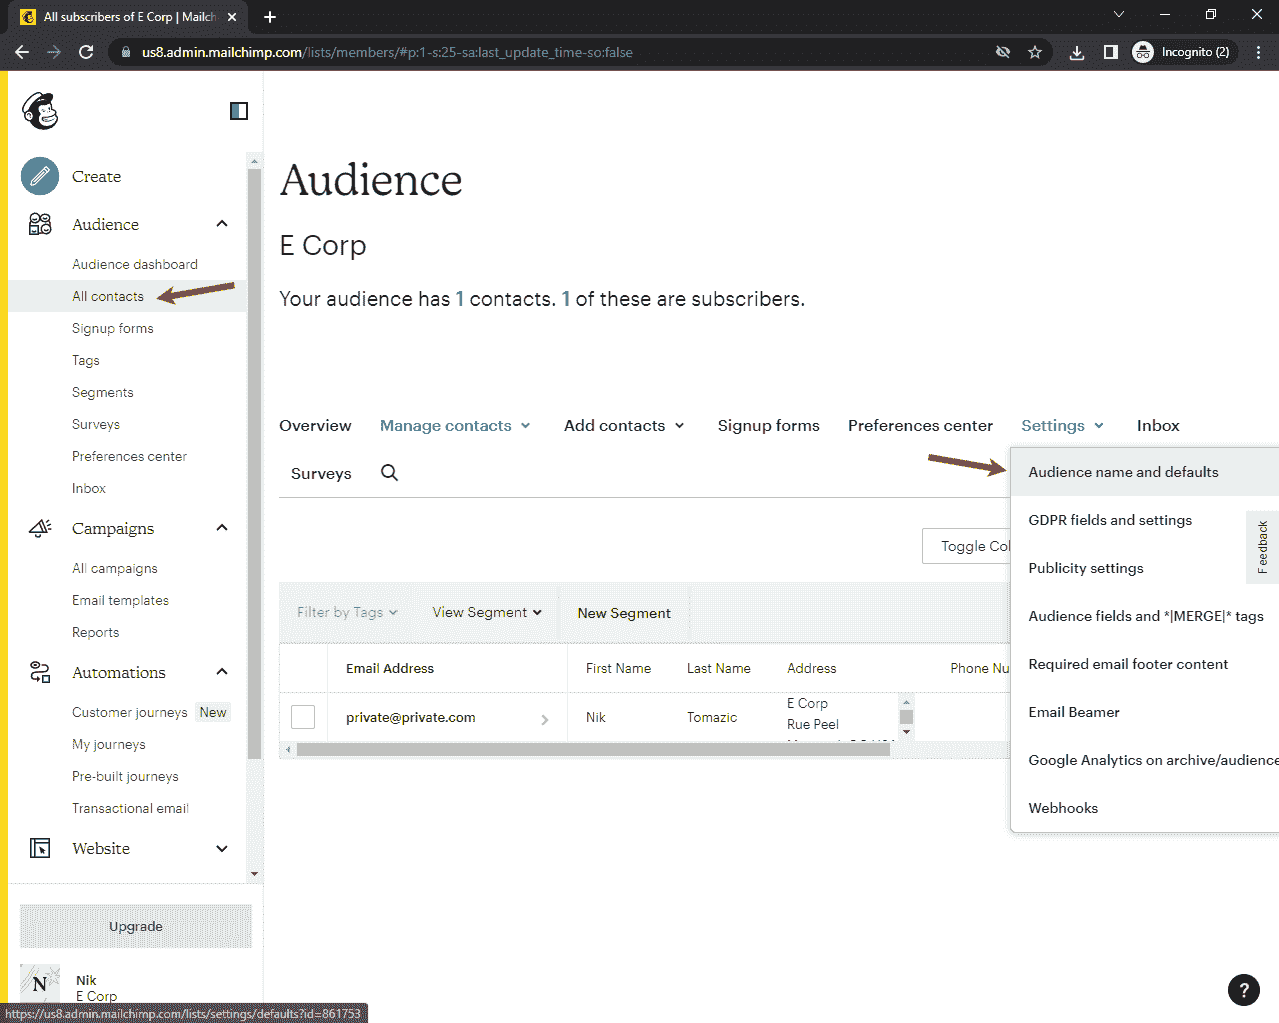 All subscribers of E Corp | Mailch
us8.admin.mailchimp.com/lists/members/#p:1-s:25-sa:last_update_time-so:false
Incognito (2)
Create
Audience
Audience dashboard
All contacts
Signup forms
Tags
Segments
Surveys
Preferences center
Inbox
Campaigns
All campaigns
Email templates
Reports
Automations
Customer journeys New
My journeys
Pre-built journeys
Transactional email
Website
Upgrade
N
Nik
E Corp
Audience
E Corp
Your audience has 1 contacts. 1 of these are subscribers.
Overview Manage contacts Add contacts Signup forms Preferences center Settings Inbox
Surveys
Audience name and defaults
GDPR fields and settings
Publicity settings
Audience fields and *|MERGE|* tags
Required email footer content
Email Beamer
Google Analytics on archive/audience
Webhooks
Feedback
Toggle Col
Filter by Tags View Segment New Segment
Email Address First Name Last Name Address Phone Nu
private@private.com Nik Tomazic E Corp
Rue Peel
?
https://us8.admin.mailchimp.com/lists/settings/defaults?id=861753